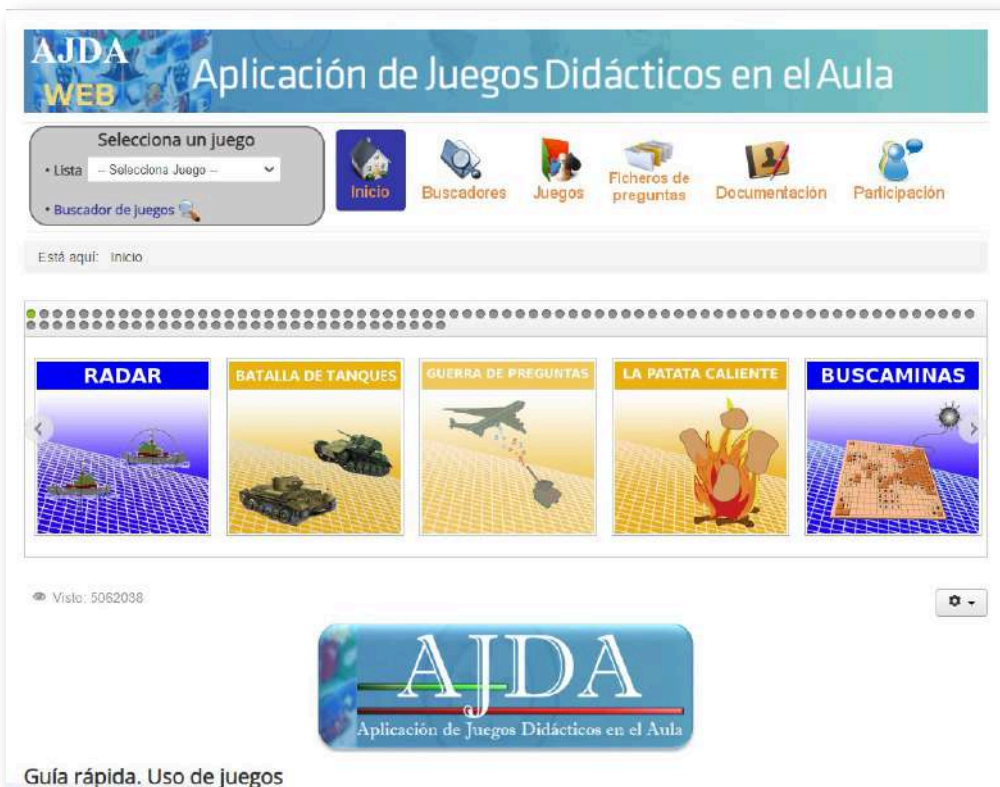 AJDA
WEB
Aplicación de Juegos Didácticos en el Aula
Selecciona un juego
• Lista -- Selecciona Juego --
• Buscador de juegos
Inicio
Buscadores
Juegos
Ficheros de
preguntas
Documentación
Participación
Está aquí: Inicio
RADAR
BATALLA DE TANQUES
GUERRA DE PREGUNTAS
LA PATATA CALIENTE
BUSCAMINAS
Visto: 5062038
AJDA
Aplicación de Juegos Didácticos en el Aula
Guía rápida. Uso de juegos